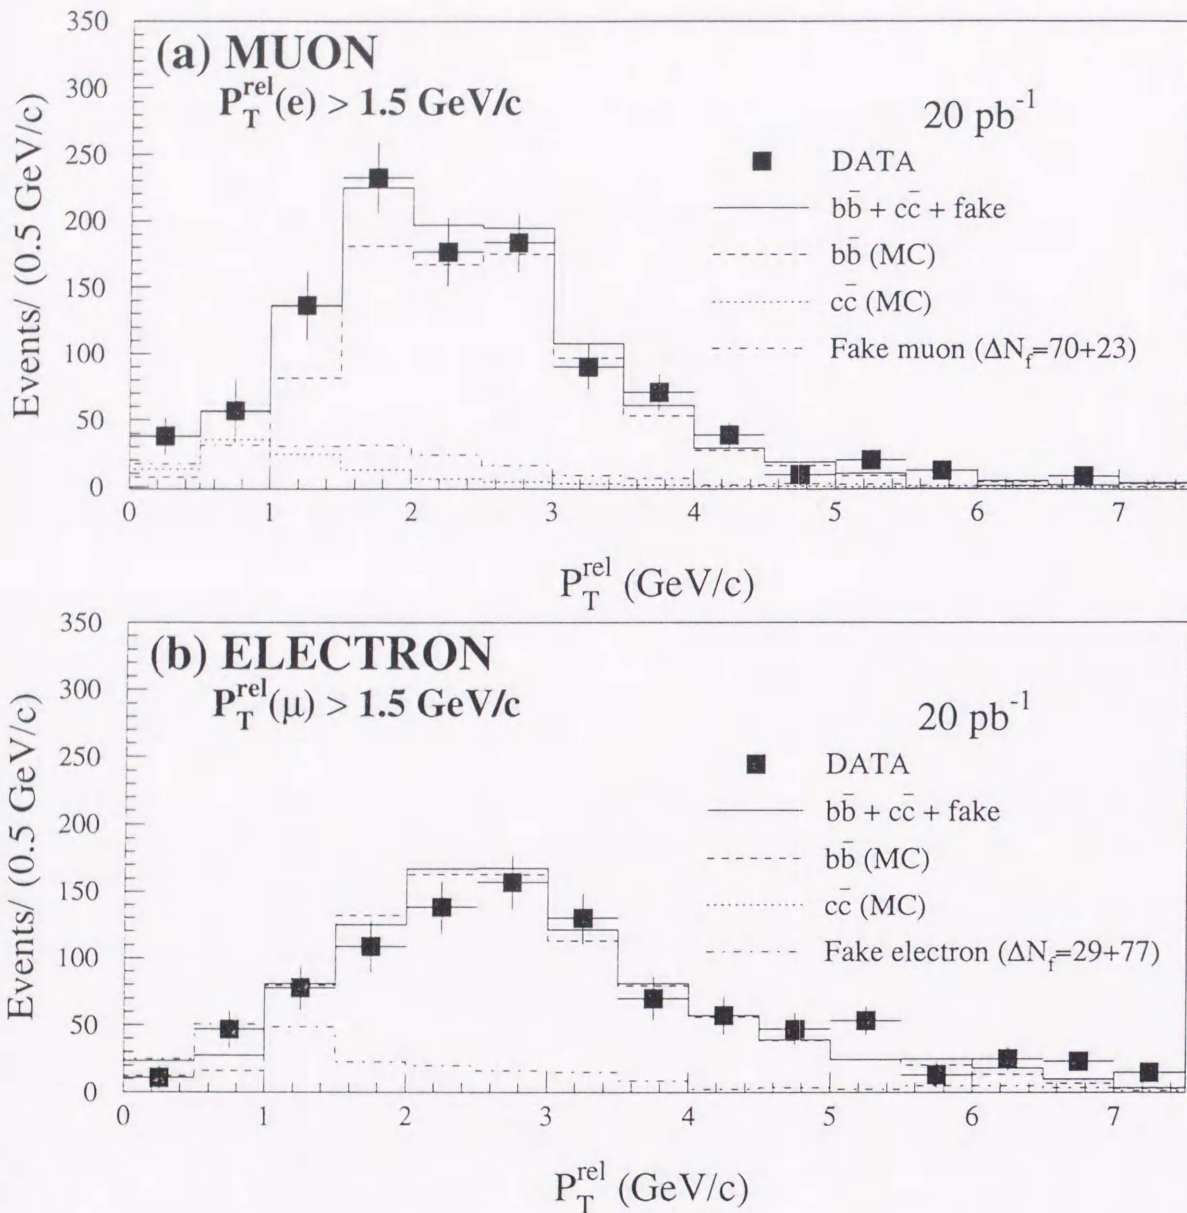 (a) MUON
P_T^rel(e) > 1.5 GeV/c
20 pb^-1
DATA
bb̄ + cc̄ + fake
bb̄ (MC)
cc̄ (MC)
Fake muon (ΔN_f=70+23)
Events/ (0.5 GeV/c)
350
300
250
200
150
100
50
0
0 1 2 3 4 5 6 7
P_T^rel (GeV/c)
(b) ELECTRON
P_T^rel(μ) > 1.5 GeV/c
20 pb^-1
DATA
bb̄ + cc̄ + fake
bb̄ (MC)
cc̄ (MC)
Fake electron (ΔN_f=29+77)
Events/ (0.5 GeV/c)
350
300
250
200
150
100
50
0
0 1 2 3 4 5 6 7
P_T^rel (GeV/c)